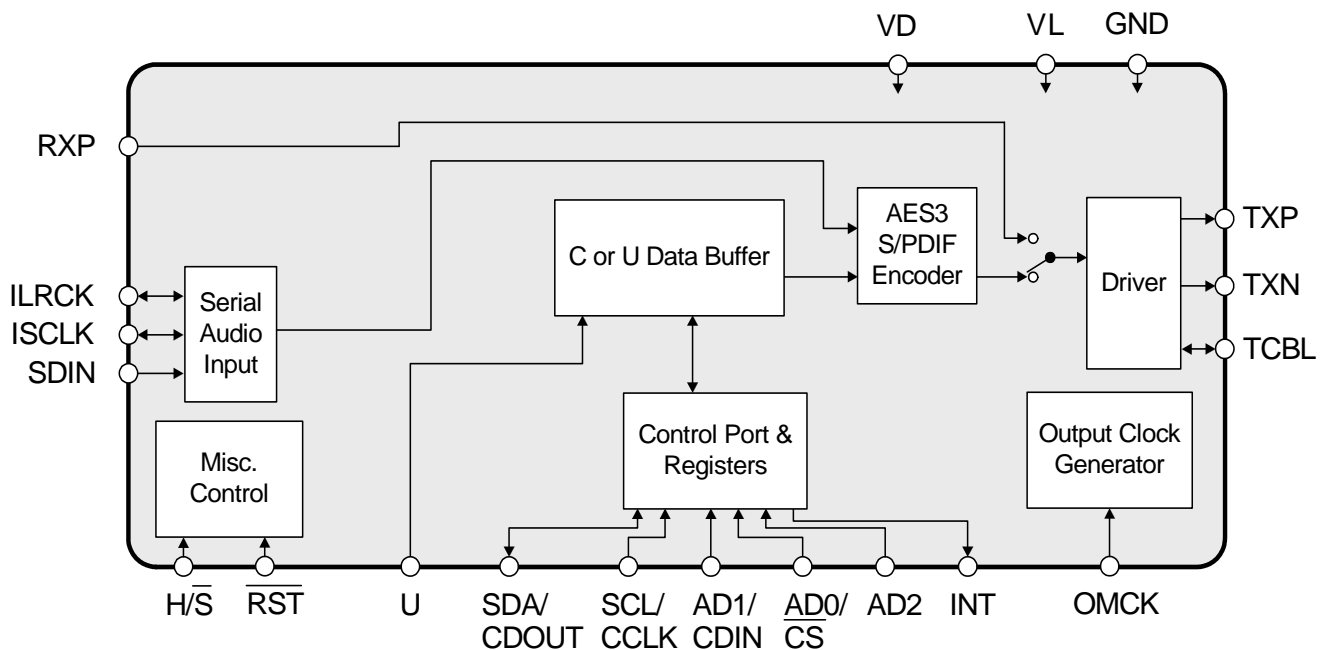 VD
VL
GND
RXP
AES3
S/PDIF
Encoder
TXP
C or U Data Buffer
Driver
TXN
ILRCK
Serial
Audio
Input
ISCLK
SDIN
TCBL
Control Port &
Registers
Output Clock
Generator
Misc.
Control
H/S̅
R̅S̅T̅
U
SDA/
CDOUT
SCL/
CCLK
AD1/
CDIN
AD0/
C̅S̅
AD2
INT
OMCK